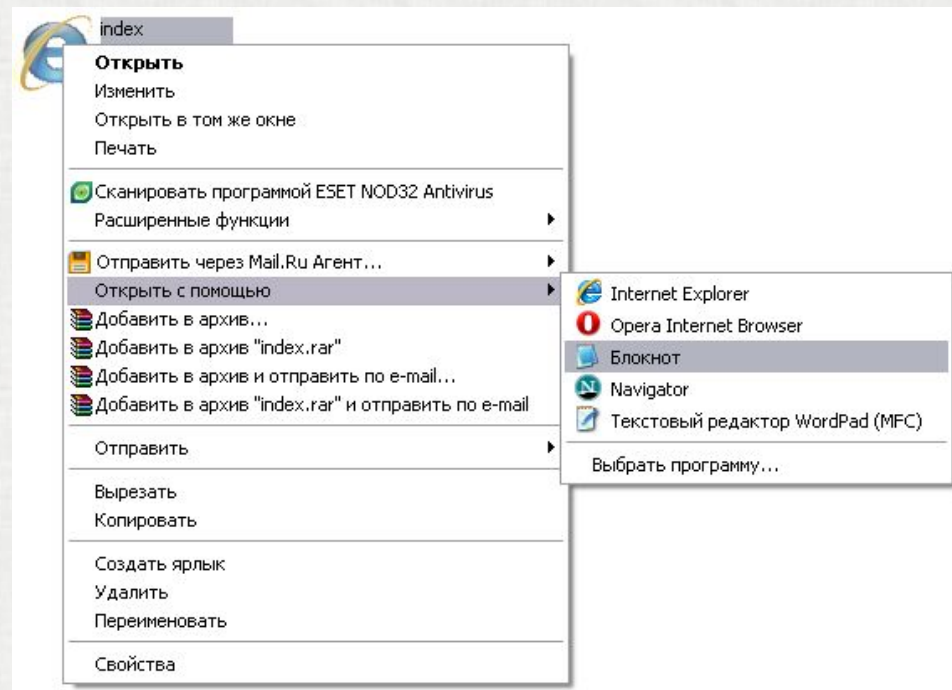 index
Открыть
Изменить
Открыть в том же окне
Печать
Сканировать программой ESET NOD32 Antivirus
Расширенные функции
Отправить через Mail.Ru Агент...
Открыть с помощью
Добавить в архив...
Добавить в архив "index.rar"
Добавить в архив и отправить по e-mail...
Добавить в архив "index.rar" и отправить по e-mail
Отправить
Вырезать
Копировать
Создать ярлык
Удалить
Переименовать
Свойства
Internet Explorer
Opera Internet Browser
Блокнот
Navigator
Текстовый редактор WordPad (MFC)
Выбрать программу...